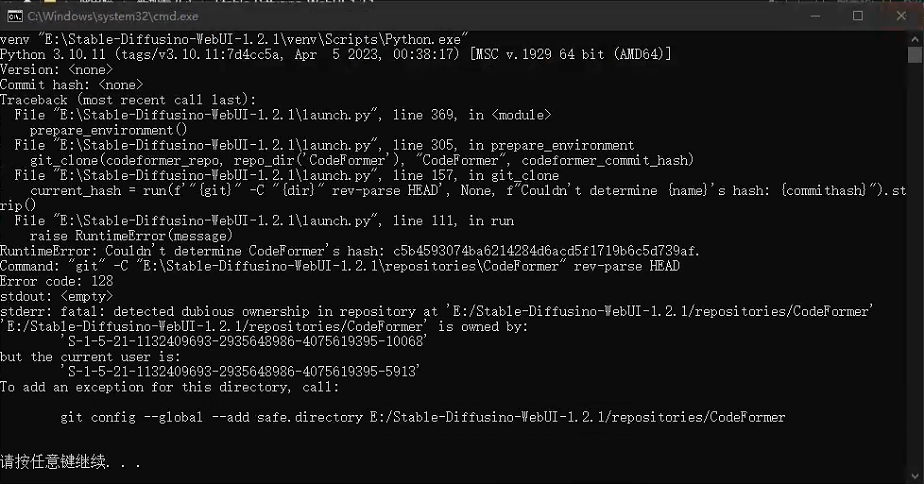 C:\Windows\system32\cmd.exe
venv "E:\Stable-Diffusino-WebUI-1.2.1\venv\Scripts\Python.exe"
Python 3.10.11 (tags/v3.10.11:7d4cc5a, Apr  5 2023, 00:38:17) [MSC v.1929 64 bit (AMD64)]
Version: <none>
Commit hash: <none>
Traceback (most recent call last):
  File "E:\Stable-Diffusino-WebUI-1.2.1\launch.py", line 369, in <module>
    prepare_environment()
  File "E:\Stable-Diffusino-WebUI-1.2.1\launch.py", line 305, in prepare_environment
    git_clone(codeformer_repo, repo_dir('CodeFormer'), "CodeFormer", codeformer_commit_hash)
  File "E:\Stable-Diffusino-WebUI-1.2.1\launch.py", line 157, in git_clone
    current_hash = run(f'"{git}" -C "{dir}" rev-parse HEAD', None, f"Couldn't determine {name}'s hash: {commithash}").st
rip()
  File "E:\Stable-Diffusino-WebUI-1.2.1\launch.py", line 111, in run
    raise RuntimeError(message)
RuntimeError: Couldn't determine CodeFormer's hash: c5b4593074ba6214284d6acd5f1719b6c5d739af.
Command: "git" -C "E:\Stable-Diffusino-WebUI-1.2.1\repositories\CodeFormer" rev-parse HEAD
Error code: 128
stdout: <empty>
stderr: fatal: detected dubious ownership in repository at 'E:/Stable-Diffusino-WebUI-1.2.1/repositories/CodeFormer'
'E:/Stable-Diffusino-WebUI-1.2.1/repositories/CodeFormer' is owned by:
        'S-1-5-21-1132409693-2935648986-4075619395-10068'
but the current user is:
        'S-1-5-21-1132409693-2935648986-4075619395-5913'
To add an exception for this directory, call:
        git config --global --add safe.directory E:/Stable-Diffusino-WebUI-1.2.1/repositories/CodeFormer
请按任意键继续. . .